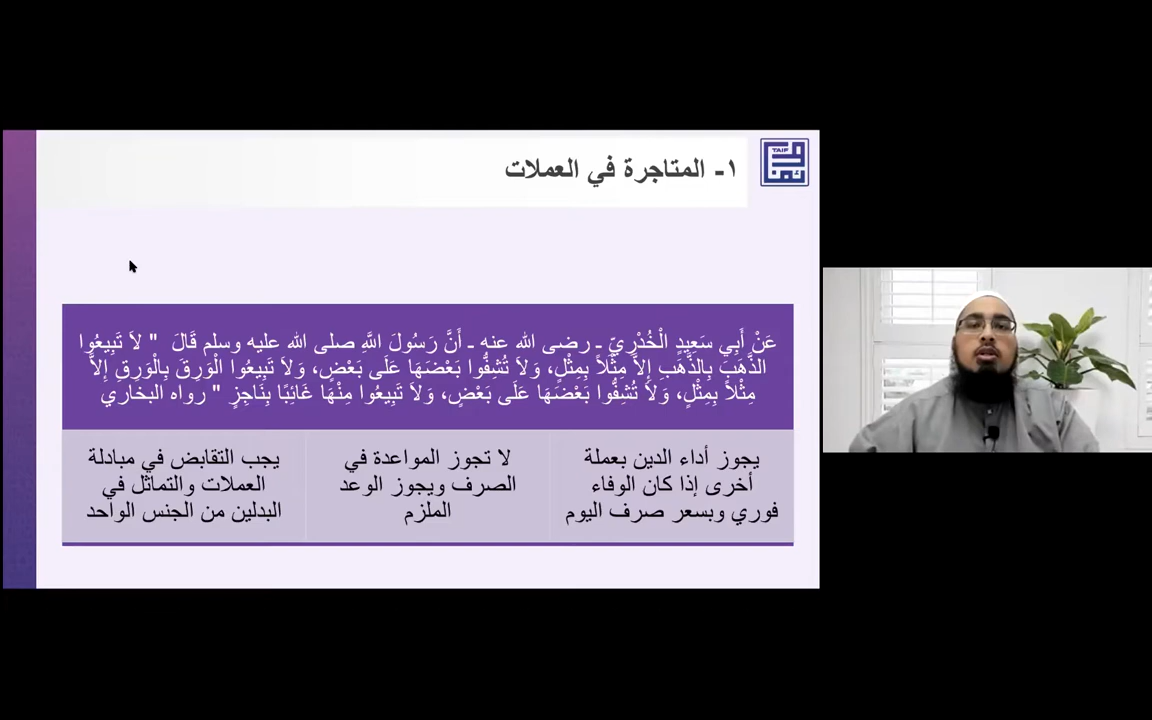 ١- المتاجرة في العملات
TAIF
عَنْ أَبِي سَعِيدٍ الْخُدْرِيِّ ـ رضى الله عنه ـ أَنَّ رَسُولَ اللَّهِ صلى الله عليه وسلم قَالَ " لاَ تَبِيعُوا
الذَّهَبَ بِالذَّهَبِ إِلاَّ مِثْلاً بِمِثْلٍ، وَلاَ تُشِفُّوا بَعْضَهَا عَلَى بَعْضٍ، وَلاَ تَبِيعُوا الْوَرِقَ بِالْوَرِقِ إِلاَّ
مِثْلاً بِمِثْلٍ، وَلاَ تُشِفُّوا بَعْضَهَا عَلَى بَعْضٍ، وَلاَ تَبِيعُوا مِنْهَا غَائِبًا بِنَاجِزٍ " رواه البخاري
يجوز أداء الدين بعملة
أخرى إذا كان الوفاء
فوري وبسعر صرف اليوم
لا تجوز المواعدة في
الصرف ويجوز الوعد
الملزم
يجب التقابض في مبادلة
العملات والتماثل في
البدلين من الجنس الواحد